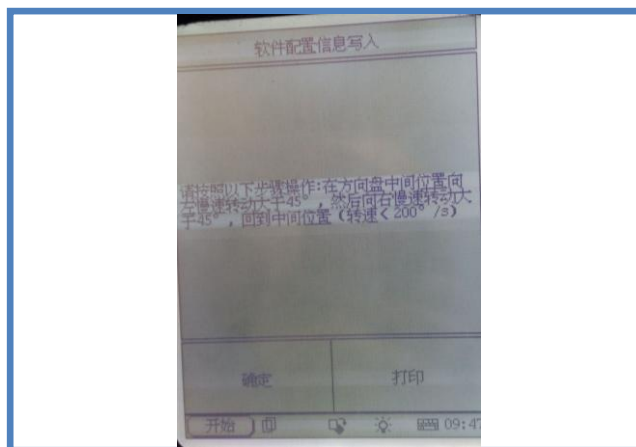 软件配置信息写入
请按照以下步骤操作:在方向盘中间位置向
左慢速转动大于45°,然后向右慢速转动大
于45°,回到中间位置(转速<200°/s)
确定
打印
开始
09:47